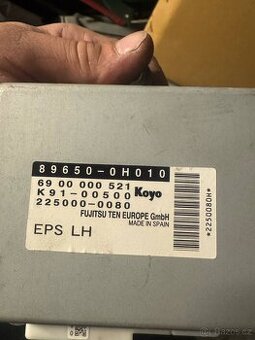 89650-0H010
69 00 000 521
K91-00500 Koyo
225000-0080
FUJITSU TEN EUROPE GmbH
MADE IN SPAIN
EPS LH
*2250080H*